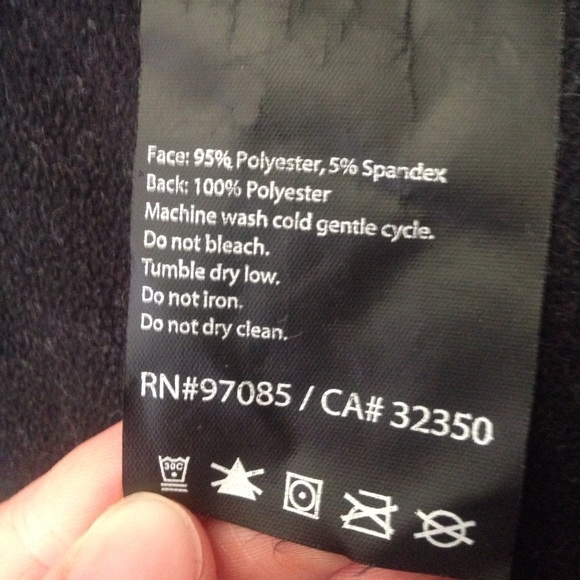 Face: 95% Polyester, 5% Spandex
Back: 100% Polyester
Machine wash cold gentle cycle.
Do not bleach.
Tumble dry low.
Do not iron.
Do not dry clean.
RN#97085 / CA# 32350
30C